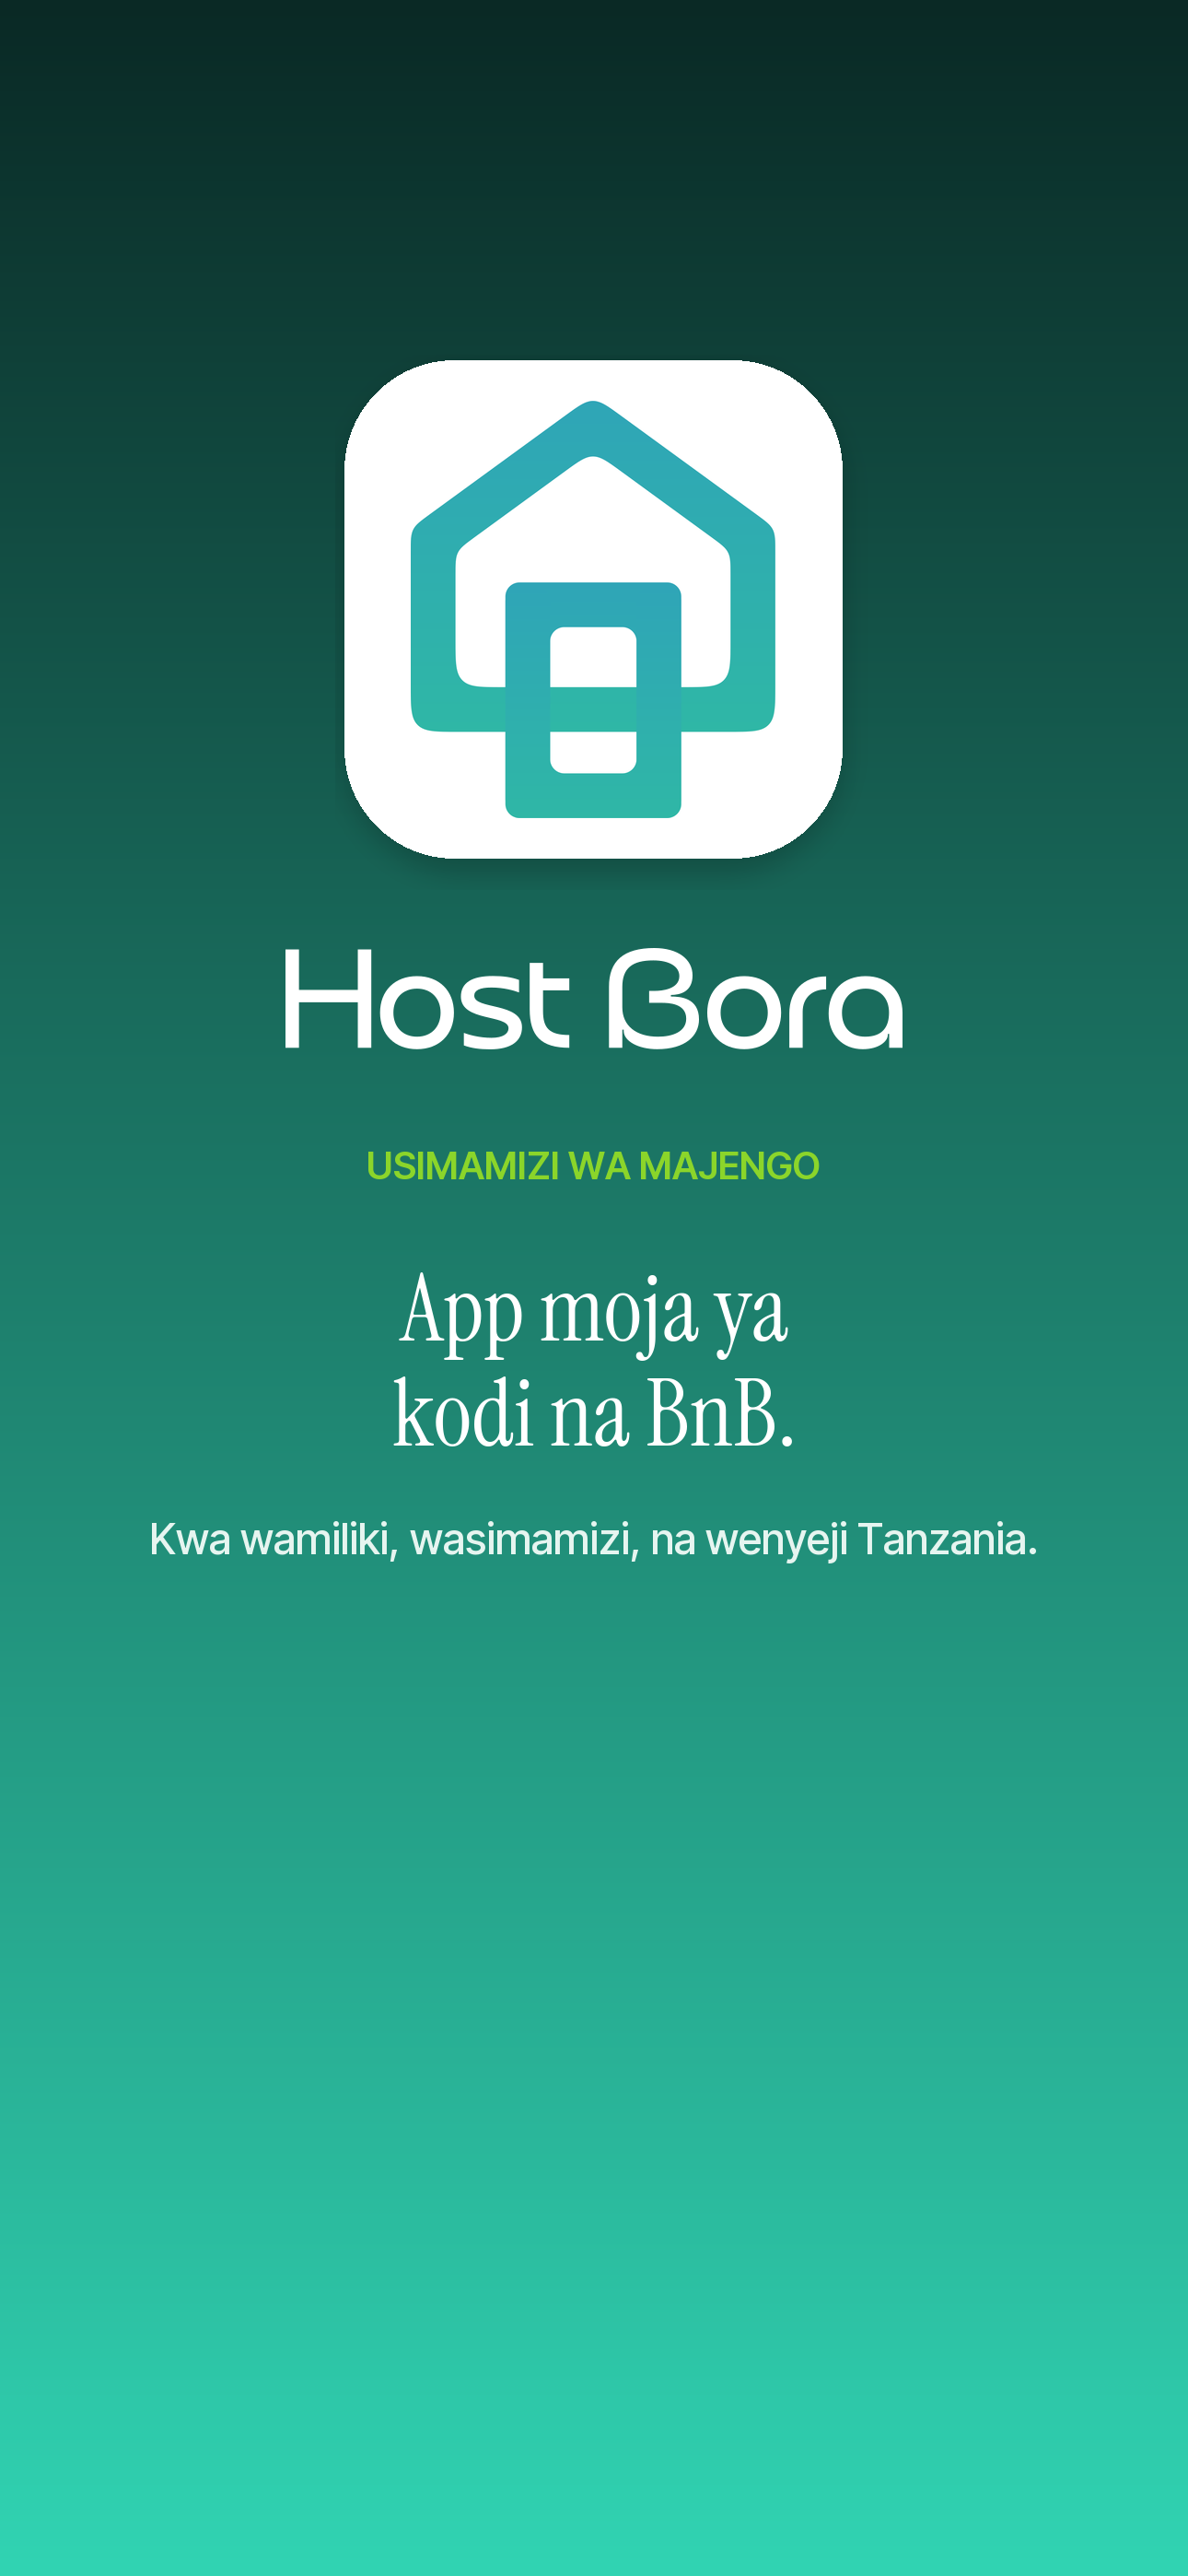 Host Bora
USIMAMIZI WA MAJENGO
App moja ya
kodi na BnB.
Kwa wamiliki, wasimamizi, na wenyeji Tanzania.